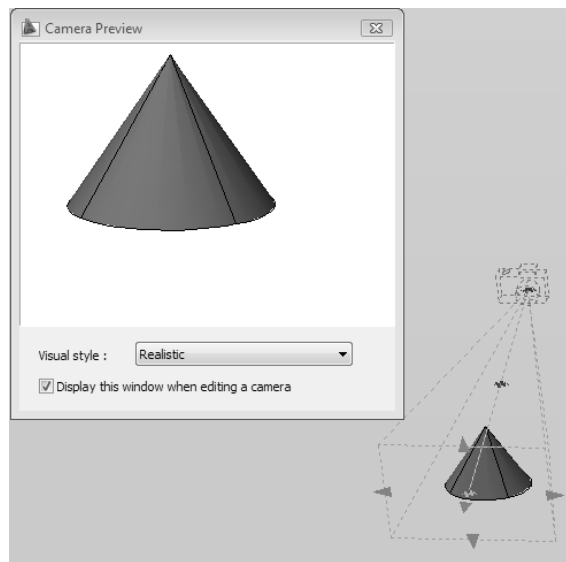 Camera Preview
Visual style :
Realistic
Display this window when editing a camera